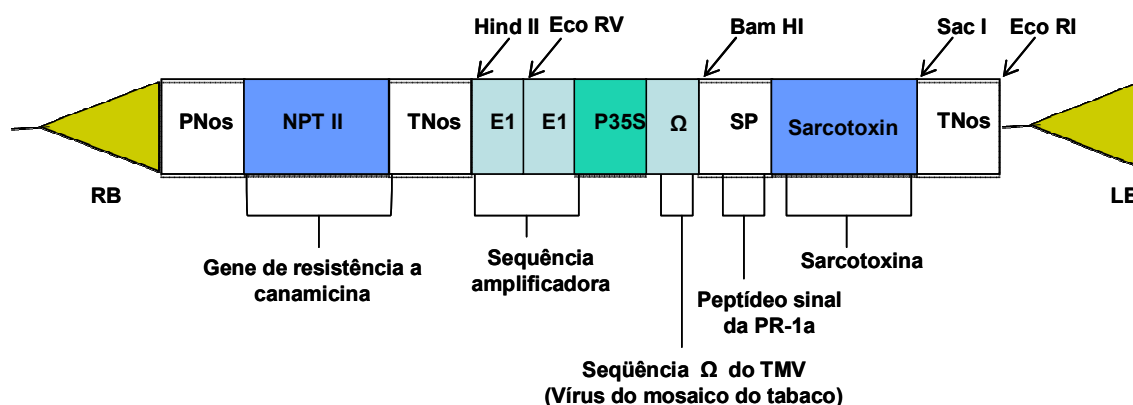 Hind II Eco RV Bam HI Sac I Eco RI
PNos NPT II TNos E1 E1 P35S Ω SP Sarcotoxin TNos
RB LB
Gene de resistência a
canamicina
Sequência
amplificadora
Peptídeo sinal
da PR-1a
Sarcotoxina
Seqüência Ω do TMV
(Vírus do mosaico do tabaco)